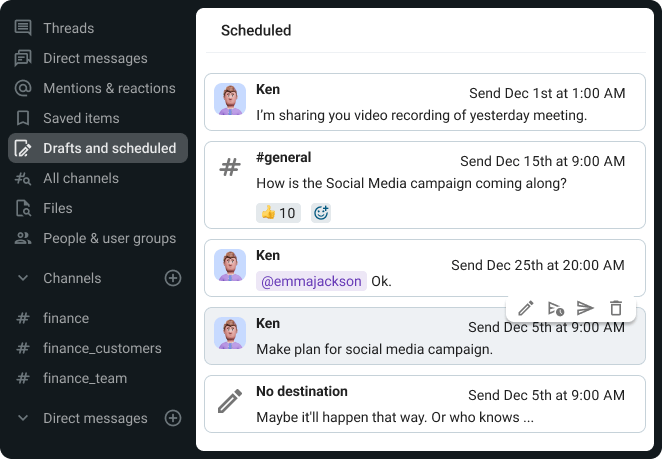 Threads
Direct messages
Mentions & reactions
Saved items
Drafts and scheduled
All channels
Files
People & user groups
Channels
finance
finance_customers
finance_team
Direct messages
Scheduled
Ken
Send Dec 1st at 1:00 AM
I'm sharing you video recording of yesterday meeting.
#general
Send Dec 15th at 9:00 AM
How is the Social Media campaign coming along?
👍 10
Ken
Send Dec 25th at 20:00 AM
@emmajackson Ok.
Ken
Send Dec 5th at 9:00 AM
Make plan for social media campaign.
No destination
Send Dec 5th at 9:00 AM
Maybe it'll happen that way. Or who knows ...